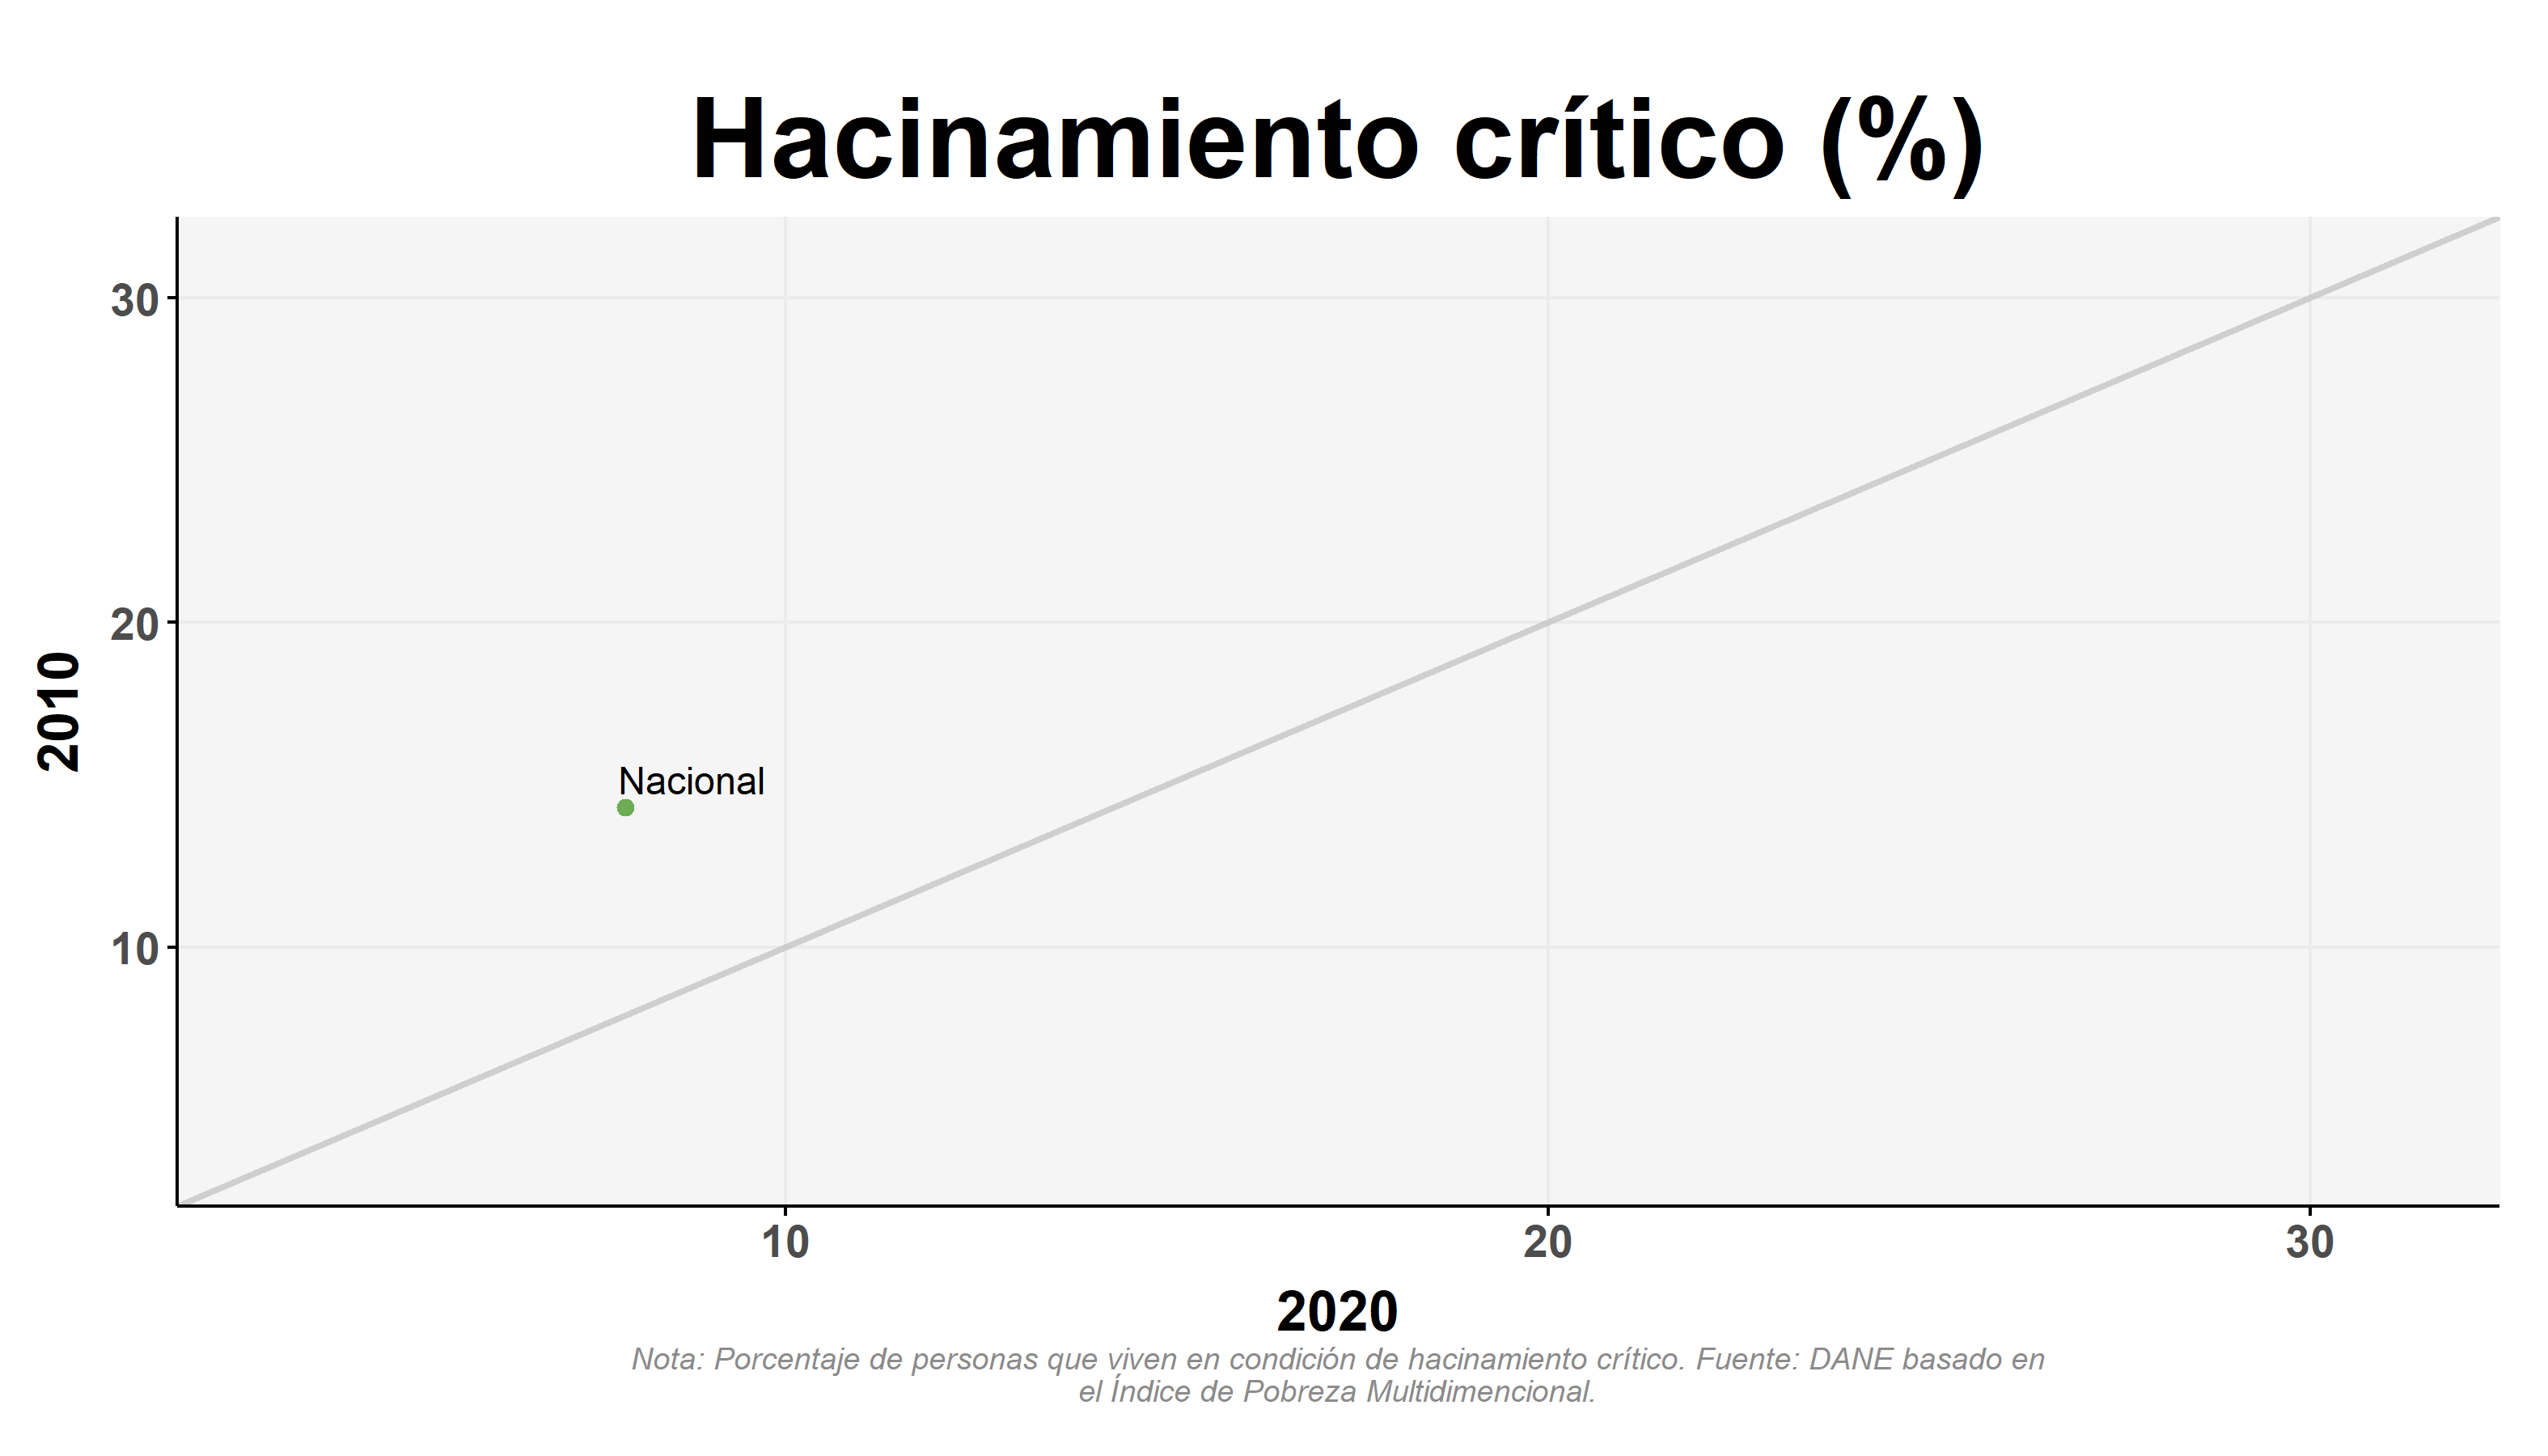 Hacinamiento crítico (%)
30
20
10
2010
Nacional
10 20 30
2020
Nota: Porcentaje de personas que viven en condición de hacinamiento crítico. Fuente: DANE basado en
el Índice de Pobreza Multidimencional.